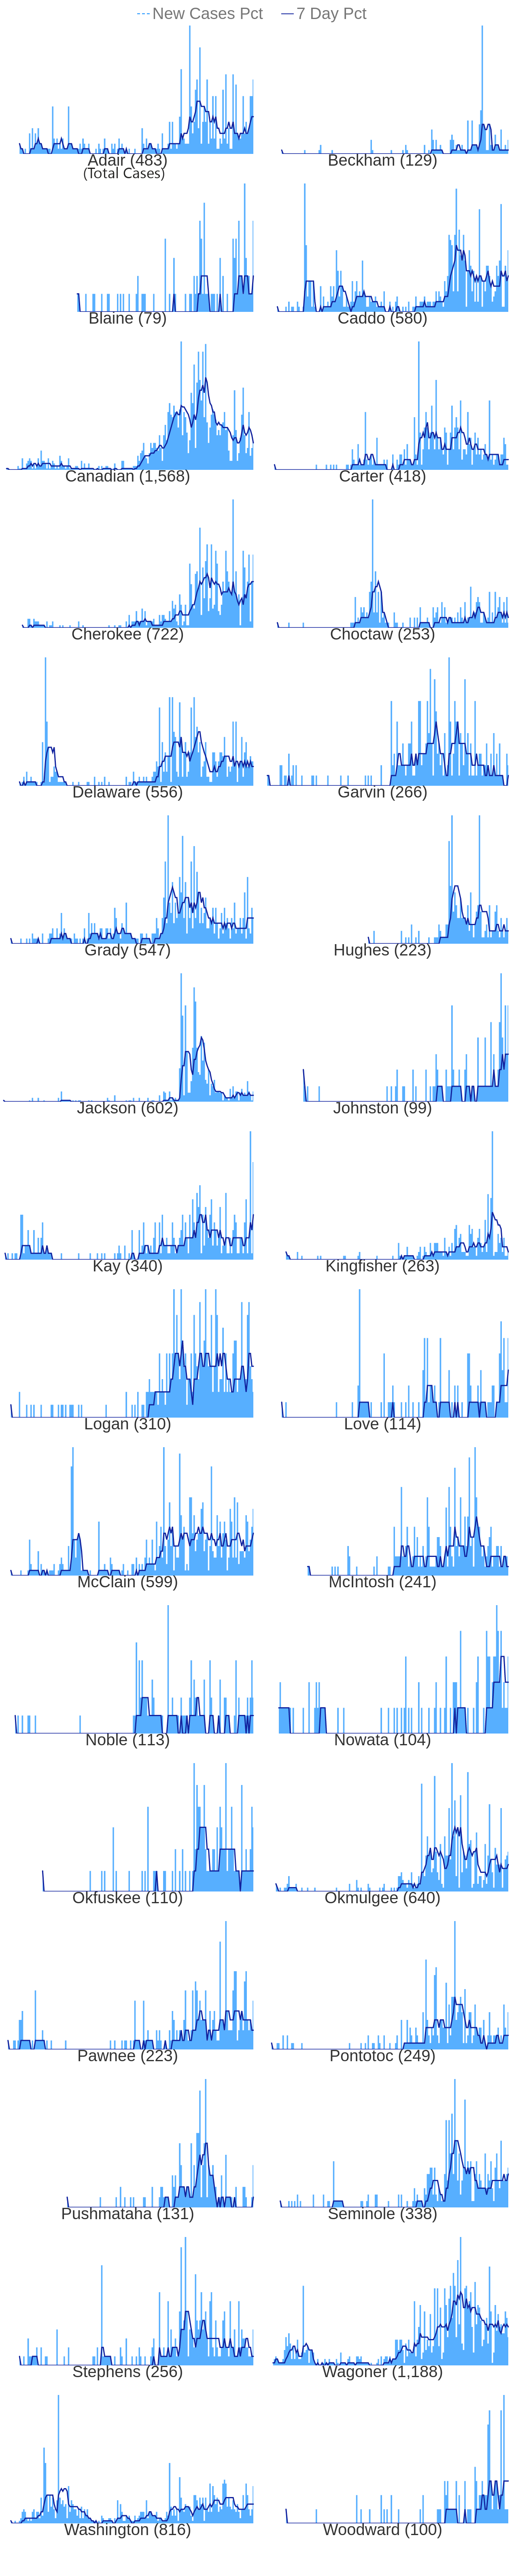 New Cases Pct 7 Day Pct
Adair (483) Beckham (129)
(Total Cases)
Blaine (79) Caddo (580)
Canadian (1,568) Carter (418)
Cherokee (722) Choctaw (253)
Delaware (556) Garvin (266)
Grady (547) Hughes (223)
Jackson (602) Johnston (99)
Kay (340) Kingfisher (263)
Logan (310) Love (114)
McClain (599) McIntosh (241)
Noble (113) Nowata (104)
Okfuskee (110) Okmulgee (640)
Pawnee (223) Pontotoc (249)
Pushmataha (131) Seminole (338)
Stephens (256) Wagoner (1,188)
Washington (816) Woodward (100)